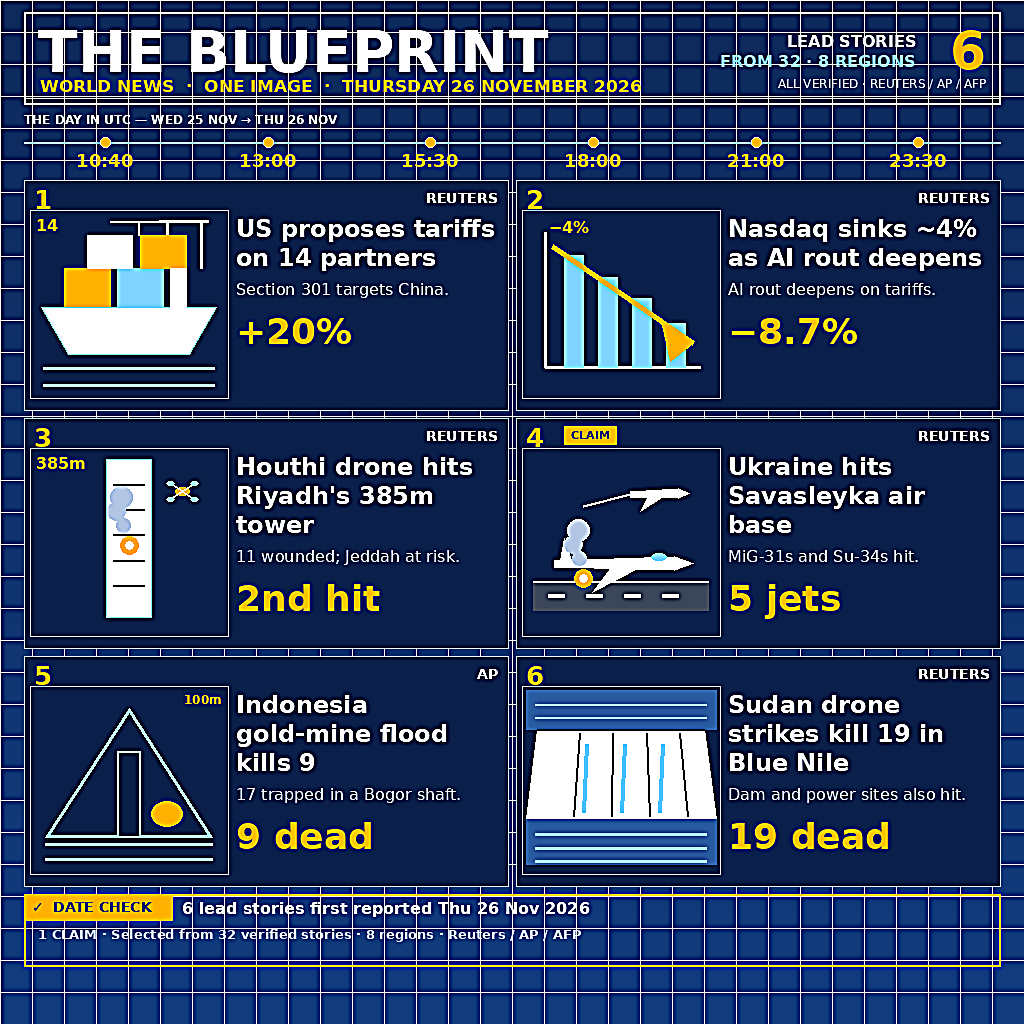 THE BLUEPRINT
WORLD NEWS · ONE IMAGE · THURSDAY 26 NOVEMBER 2026
LEAD STORIES
FROM 32 · 8 REGIONS
6
ALL VERIFIED · REUTERS / AP / AFP
THE DAY IN UTC — WED 25 NOV → THU 26 NOV
10:40 13:00 15:30 18:00 21:00 23:30
1 REUTERS
14
US proposes tariffs
on 14 partners
Section 301 targets China.
+20%
2 REUTERS
−4%
Nasdaq sinks ~4%
as AI rout deepens
AI rout deepens on tariffs.
−8.7%
3 REUTERS
385m
Houthi drone hits
Riyadh's 385m
tower
11 wounded; Jeddah at risk.
2nd hit
4 CLAIM REUTERS
Ukraine hits
Savasleyka air
base
MiG-31s and Su-34s hit.
5 jets
5 AP
100m
Indonesia
gold-mine flood
kills 9
17 trapped in a Bogor shaft.
9 dead
6 REUTERS
Sudan drone
strikes kill 19 in
Blue Nile
Dam and power sites also hit.
19 dead
✓ DATE CHECK 6 lead stories first reported Thu 26 Nov 2026
1 CLAIM · Selected from 32 verified stories · 8 regions · Reuters / AP / AFP